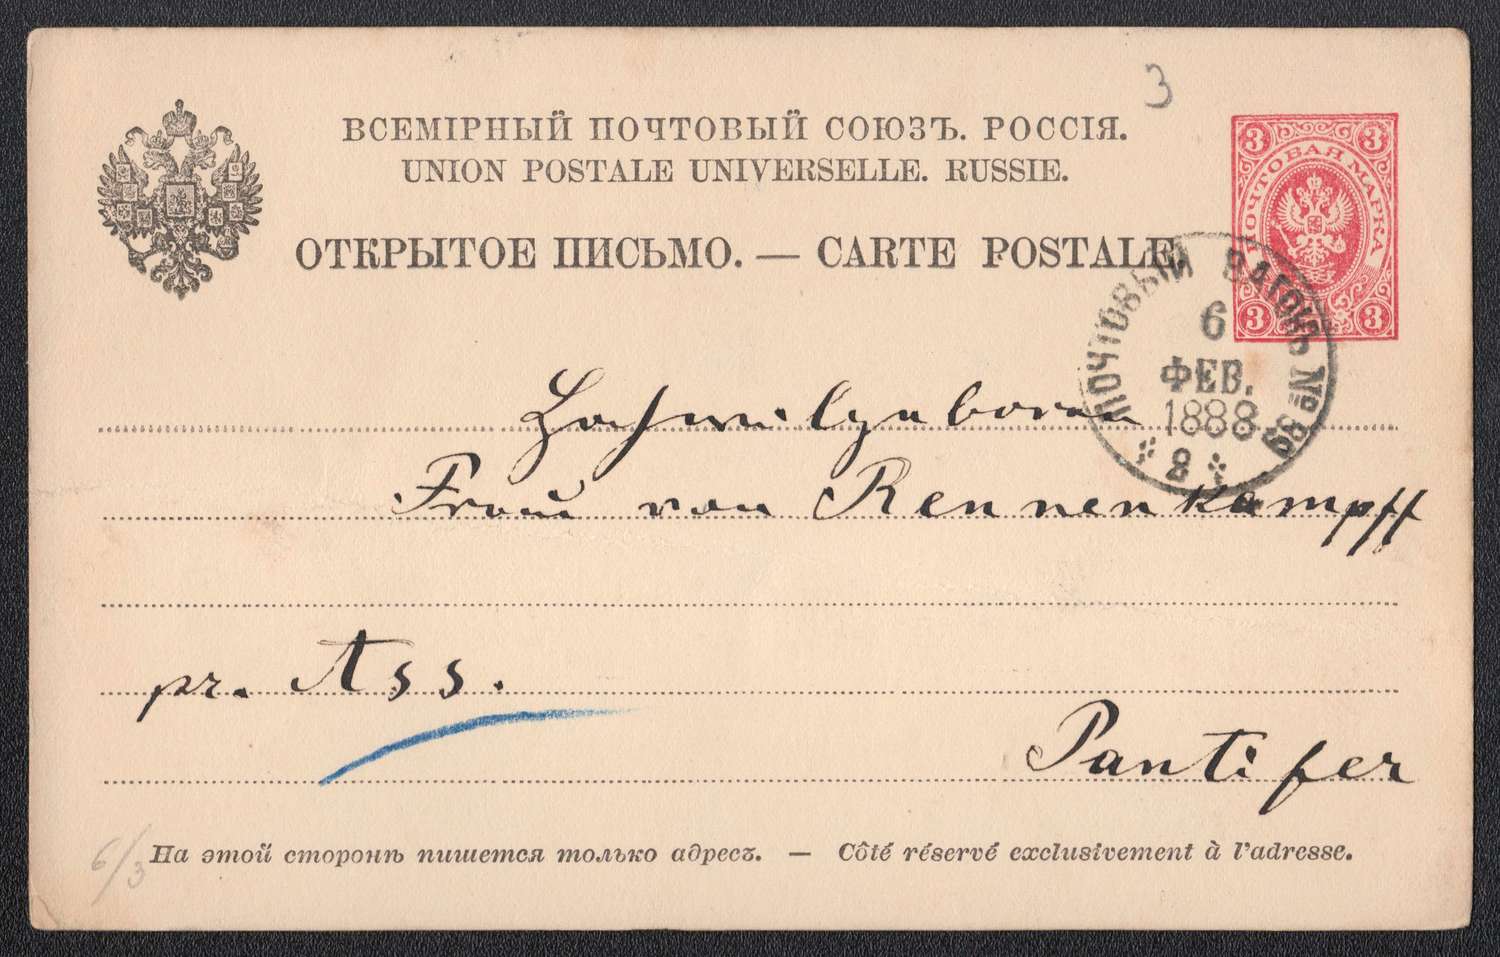 3
ВСЕМІРНЫЙ ПОЧТОВЫЙ СОЮЗЪ. РОССІЯ.
UNION POSTALE UNIVERSELLE. RUSSIE.
ОТКРЫТОЕ ПИСЬМО. — CARTE POSTALE
3 3
ПОЧТОВАЯ МАРКА
3 3
ПОЧТОВЫЙ ВАГОНЪ № 89
6
ФЕВ.
1888
8
Hochwohlgeboren
Frau von Rennenkampff
pr. Ass.
Pantifer
6/3
На этой сторонѣ пишется только адресъ. — Côté réservé exclusivement à l'adresse.